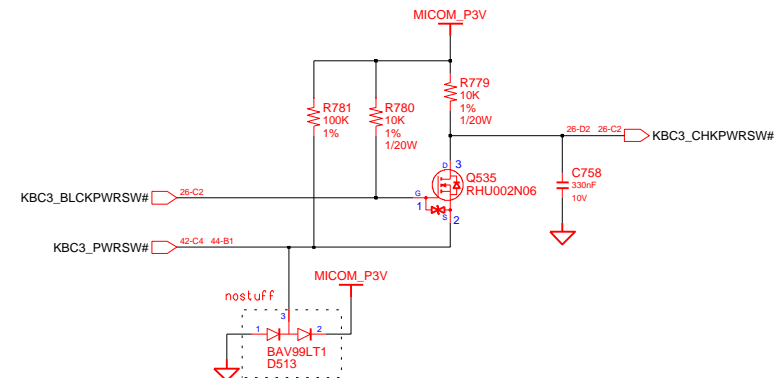 MICOM_P3V
R781
100K
1%
R780
10K
1%
1/20W
R779
10K
1%
1/20W
26-D2 26-C2
KBC3_CHKPWRSW#
D 3
Q535
RHU002N06
C758
330nF
10V
KBC3_BLCKPWRSW#
26-C2
G
1
S
2
KBC3_PWRSW#
42-C4 44-B1
MICOM_P3V
nostuff
3
1
2
BAV99LT1
D513